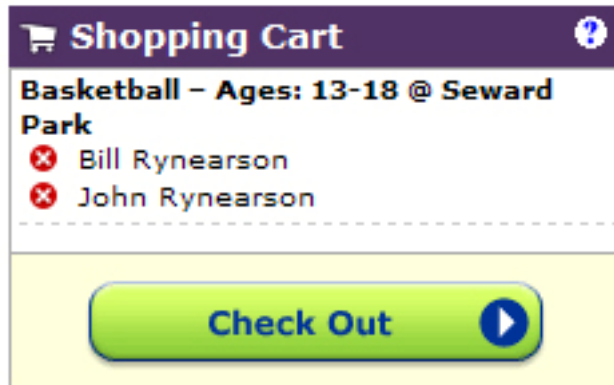 Shopping Cart ?
Basketball – Ages: 13-18 @ Seward
Park
Bill Rynearson
John Rynearson
Check Out